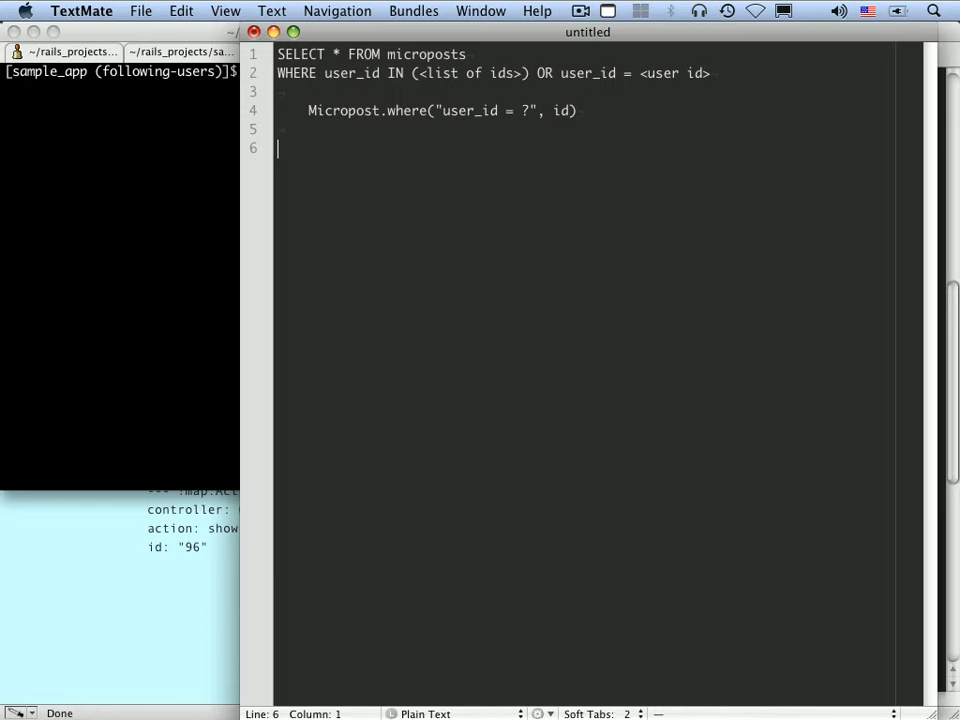 TextMate File Edit View Text Navigation Bundles Window Help
untitled
~/rails_projects... ~/rails_projects/sa...
[sample_app (following-users)]$
1 SELECT * FROM microposts
2 WHERE user_id IN (<list of ids>) OR user_id = <user id>
3
4 Micropost.where("user_id = ?", id)
5
6
controller:
action: show
id: "96"
Done
Line: 6 Column: 1 Plain Text Soft Tabs: 2 —